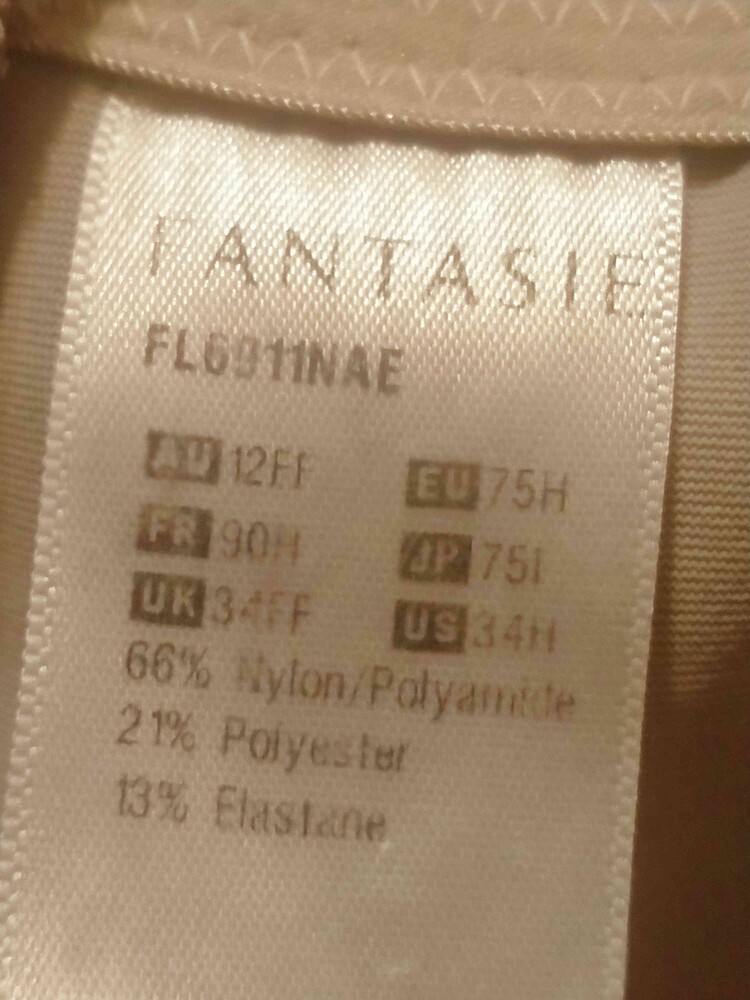 FANTASIE
FL6911NAE
AU 12FF EU 75H
FR 90H JP 75I
UK 34FF US 34H
66% Nylon/Polyamide
21% Polyester
13% Elastane